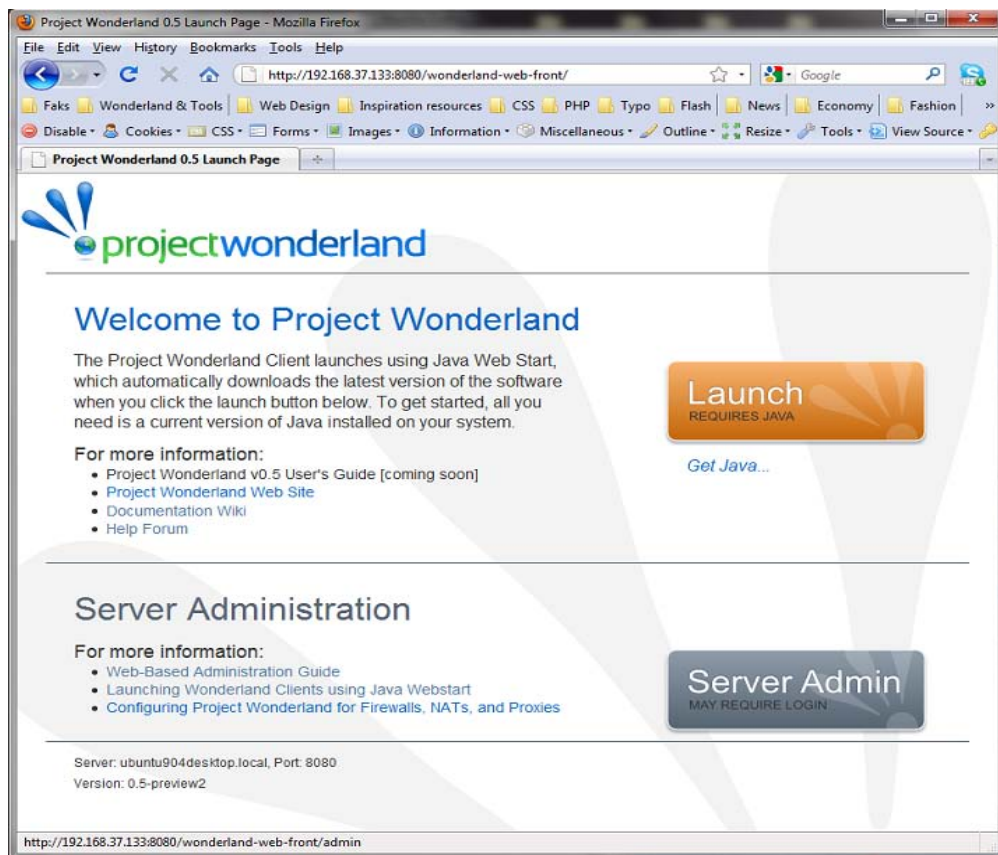 Project Wonderland 0.5 Launch Page - Mozilla Firefox
File Edit View History Bookmarks Tools Help
http://192.168.37.133:8080/wonderland-web-front/
Google
Faks Wonderland & Tools Web Design Inspiration resources CSS PHP Typo Flash News Economy Fashion »
Disable Cookies CSS Forms Images Information Miscellaneous Outline Resize Tools View Source
Project Wonderland 0.5 Launch Page
projectwonderland
Welcome to Project Wonderland
The Project Wonderland Client launches using Java Web Start,
which automatically downloads the latest version of the software
when you click the launch button below. To get started, all you
need is a current version of Java installed on your system.
Launch
REQUIRES JAVA
Get Java...
For more information:
• Project Wonderland v0.5 User's Guide [coming soon]
• Project Wonderland Web Site
• Documentation Wiki
• Help Forum
Server Administration
For more information:
• Web-Based Administration Guide
• Launching Wonderland Clients using Java Webstart
• Configuring Project Wonderland for Firewalls, NATs, and Proxies
Server Admin
MAY REQUIRE LOGIN
Server: ubuntu904desktop.local, Port: 8080
Version: 0.5-preview2
http://192.168.37.133:8080/wonderland-web-front/admin